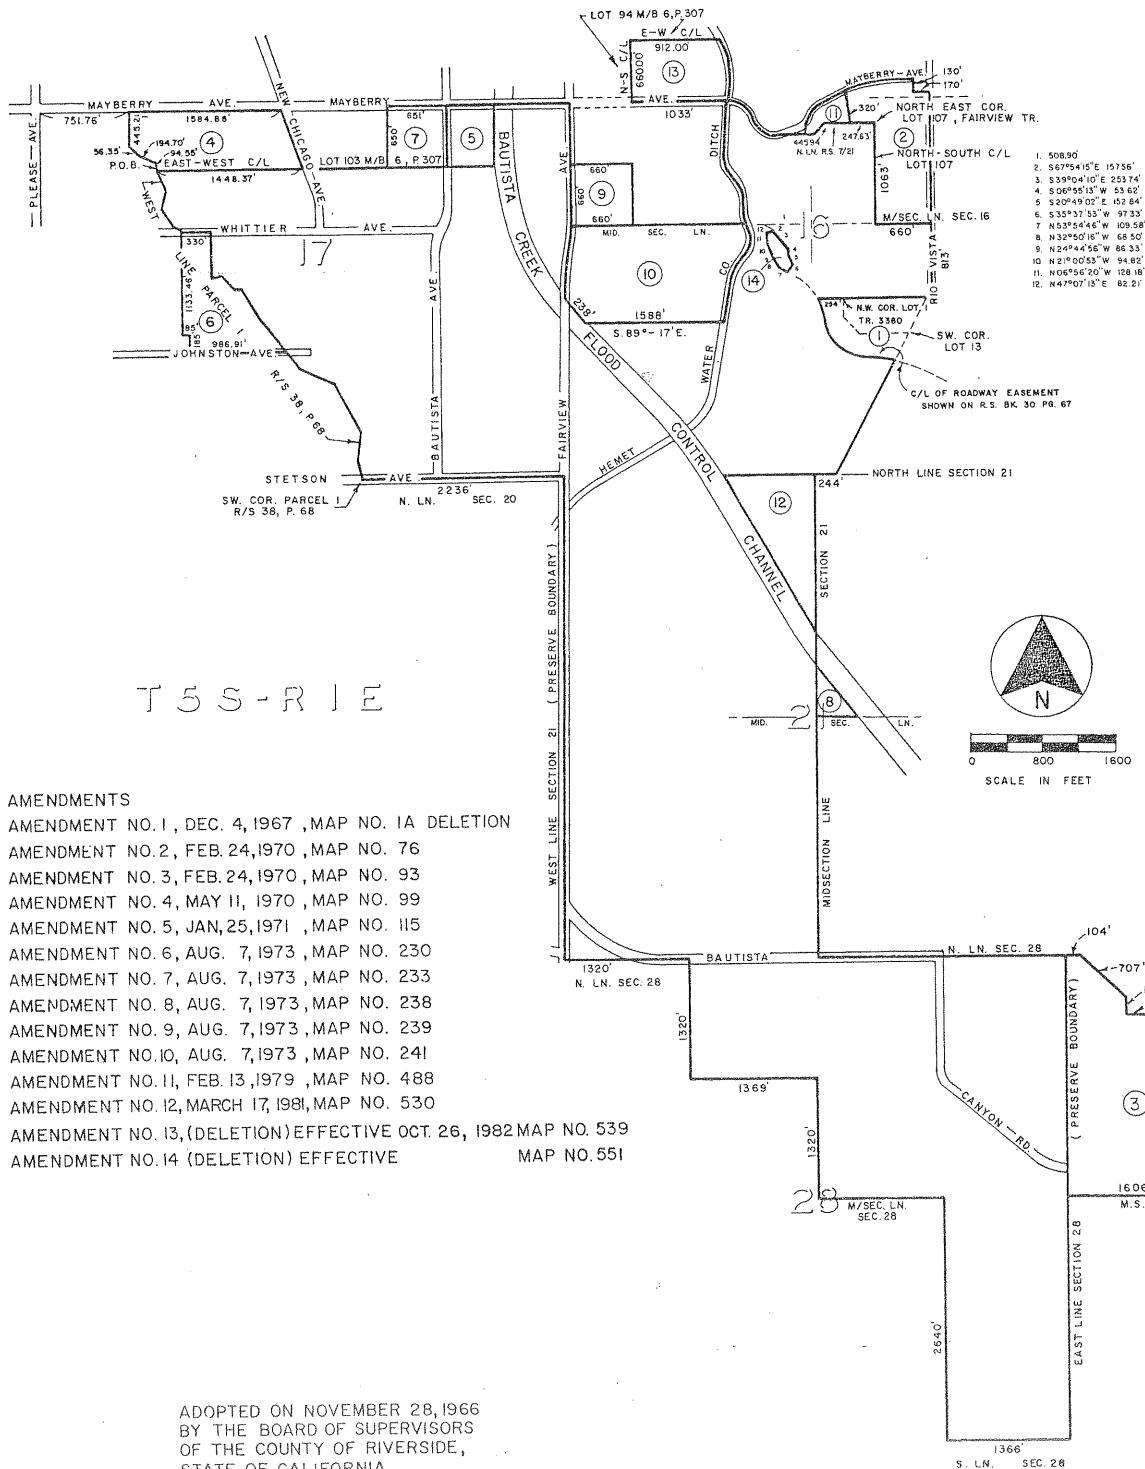 LOT 94 M/B 6, P.307
E-W C/L
912.00'
N-S C/L
660.00'
13
MAYBERRY AVE.
130'
170'
MAYBERRY AVE.
NEW CHICAGO AVE
MAYBERRY
AVE.
1033'
DITCH
11
320'
NORTH EAST COR.
LOT 107, FAIRVIEW TR.
2
751.76'
1584.88'
445.21'
194.70'
4
56.35'
94.55'
P.O.B.
EAST-WEST C/L
1448.37'
651'
650'
7
5
LOT 103 M/B 6, P.307
BAUTISTA
CREEK
AVE
660'
660'
9
660'
445.94
247.63'
N. LN. R.S. 7/21
NORTH-SOUTH C/L
LOT 107
1063'
PLEASE AVE.
WEST
LINE
PARCEL 1
WHITTIER AVE.
330'
17
MID. SEC. LN.
16
M/SEC. LN. SEC. 16
660'
1. 508.90'
2. S67°54'15"E 157.56'
3. S39°04'10"E 253.74'
4. S06°55'13"W 53.62'
5. S20°49'02"E 152.84'
6. S35°37'53"W 97.33'
7. N53°54'46"W 109.58'
8. N32°50'16"W 68.50'
9. N24°44'56"W 86.33'
10. N21°00'53"W 94.82'
11. N06°56'20"W 128.18'
12. N47°07'13"E 82.21'
1133.46'
6
85'
185'
986.91'
JOHNSTON AVE.
R/S 38, P.68
BAUTISTA AVE.
10
CO.
14
238'
1588'
S.89°-17'E.
FLOOD
WATER
HEMET
FAIRVIEW
RIO VISTA
813'
254'
N.W. COR. LOT 1
TR. 3360
1
SW. COR.
LOT 13
C/L OF ROADWAY EASEMENT
SHOWN ON R.S. BK. 30 PG. 67
CONTROL
STETSON AVE.
2236'
SW. COR. PARCEL 1
R/S 38, P. 68
N. LN. SEC. 20
NORTH LINE SECTION 21
244'
12
CHANNEL
SECTION 21
WEST LINE SECTION 21 (PRESERVE BOUNDARY)
T5S-R1E
N
0 800 1600
SCALE IN FEET
8
MID. 21 SEC. LN.
MIDSECTION LINE
AMENDMENTS
AMENDMENT NO. 1, DEC. 4, 1967, MAP NO. 1A DELETION
AMENDMENT NO. 2, FEB. 24, 1970, MAP NO. 76
AMENDMENT NO. 3, FEB. 24, 1970, MAP NO. 93
AMENDMENT NO. 4, MAY 11, 1970, MAP NO. 99
AMENDMENT NO. 5, JAN, 25, 1971, MAP NO. 115
AMENDMENT NO. 6, AUG. 7, 1973, MAP NO. 230
AMENDMENT NO. 7, AUG. 7, 1973, MAP NO. 233
AMENDMENT NO. 8, AUG. 7, 1973, MAP NO. 238
AMENDMENT NO. 9, AUG. 7, 1973, MAP NO. 239
AMENDMENT NO. 10, AUG. 7, 1973, MAP NO. 241
AMENDMENT NO. 11, FEB. 13, 1979, MAP NO. 488
AMENDMENT NO. 12, MARCH 17, 1981, MAP NO. 530
AMENDMENT NO. 13, (DELETION) EFFECTIVE OCT. 26, 1982 MAP NO. 539
AMENDMENT NO. 14 (DELETION) EFFECTIVE MAP NO. 551
BAUTISTA
N. LN. SEC. 28
104'
707'
1320'
N. LN. SEC. 28
1320'
1369'
1320'
CANYON RD.
(PRESERVE BOUNDARY)
3
28
M/SEC. LN.
SEC. 28
1606
M.S.
2640'
EAST LINE SECTION 28
1366'
S. LN. SEC. 28
ADOPTED ON NOVEMBER 28, 1966
BY THE BOARD OF SUPERVISORS
OF THE COUNTY OF RIVERSIDE,
STATE OF CALIFORNIA